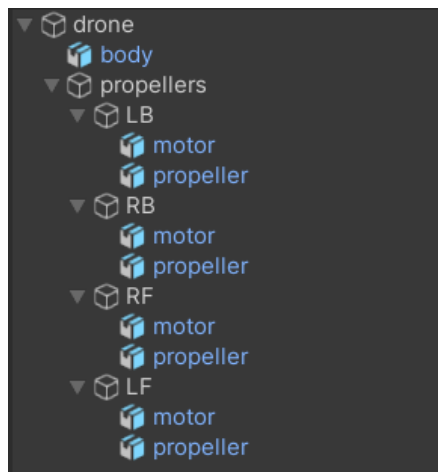 drone
body
propellers
LB
motor
propeller
RB
motor
propeller
RF
motor
propeller
LF
motor
propeller